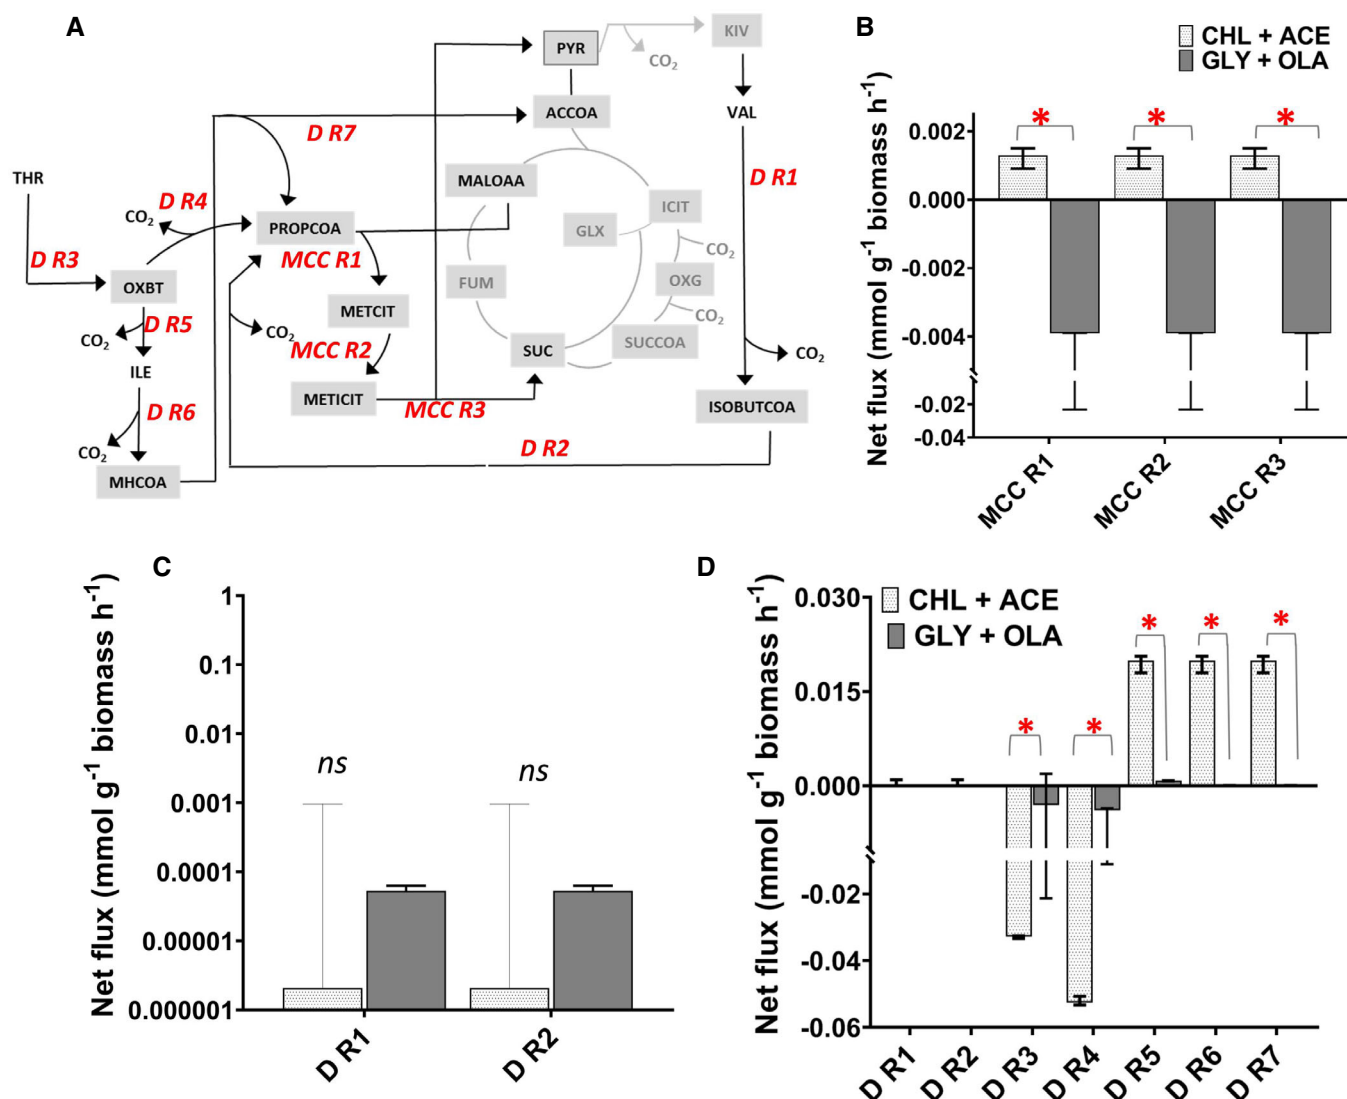 A
PYR
KIV
CO2
ACCOA
VAL
D R7
D R1
THR
MALOAA
D R4
CO2
ICIT
PROPCOA
GLX
CO2
D R3
MCC R1
OXBT
FUM
OXG
METCIT
CO2
D R5
CO2
CO2
MCC R2
SUC
SUCCOA
CO2
ILE
METICIT
MCC R3
ISOBUTCOA
D R6
CO2
D R2
MHCOA
B
CHL + ACE
GLY + OLA
Net flux (mmol g-1 biomass h-1)
0.002
0.000
-0.002
-0.004
-0.02
-0.04
* * *
MCC R1
MCC R2
MCC R3
C
Net flux (mmol g-1 biomass h-1)
1
0.1
0.01
0.001
0.0001
0.00001
0.000001
ns
ns
D R1
D R2
D
CHL + ACE
GLY + OLA
Net flux (mmol g-1 biomass h-1)
0.030
0.015
0.000
-0.02
-0.04
-0.06
* * * * *
D R1
D R2
D R3
D R4
D R5
D R6
D R7